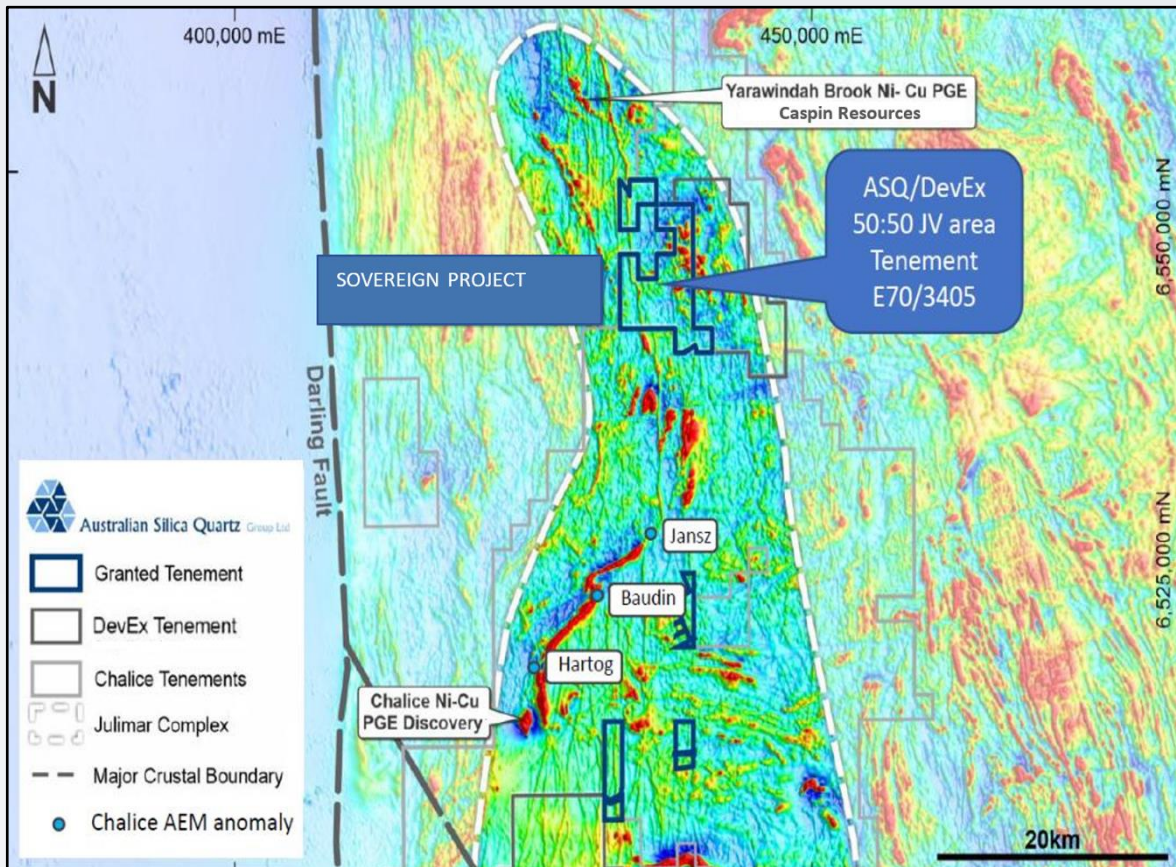 400,000 mE
450,000 mE
N
Yarawindah Brook Ni- Cu PGE
Caspin Resources
ASQ/DevEx
50:50 JV area
Tenement
E70/3405
6,550,000 mN
SOVEREIGN PROJECT
Darling Fault
6,525,000 mN
Jansz
Baudin
Hartog
Chalice Ni-Cu
PGE Discovery
Australian Silica Quartz Group Ltd
Granted Tenement
DevEx Tenement
Chalice Tenements
Julimar Complex
Major Crustal Boundary
Chalice AEM anomaly
20km